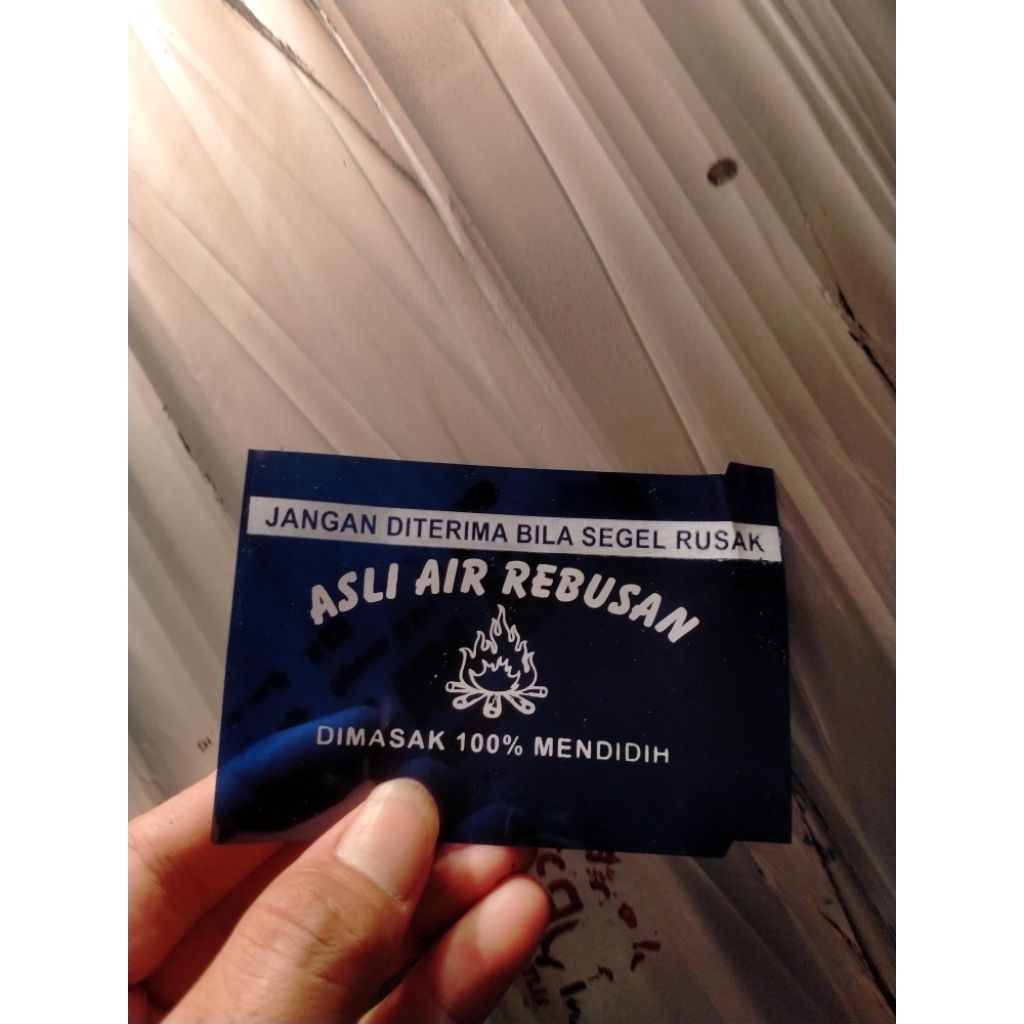 JANGAN DITERIMA BILA SEGEL RUSAK
ASLI AIR REBUSAN
DIMASAK 100% MENDIDIH